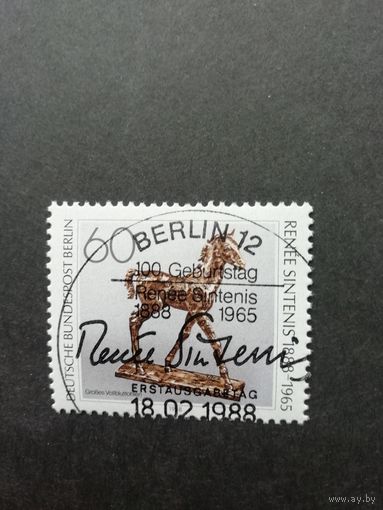 DEUTSCHE BUNDESPOST BERLIN
60
RENÉE SINTENIS 1888-1965
BERLIN 12
100. Geburtstag
Renée Sintenis
1888 1965
Renée Sintenis
ERSTAUSGABETAG
18.02.1988
Großes
www.ay.by